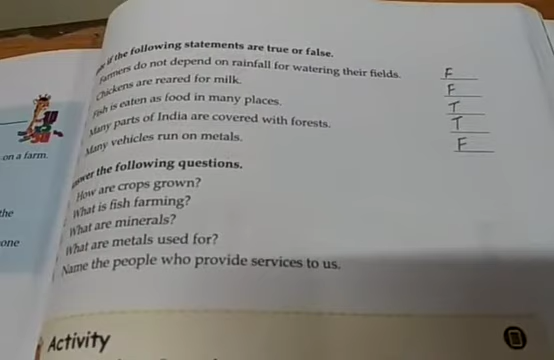 if the following statements are true or false.
Farmers do not depend on rainfall for watering their fields. F
Chickens are reared for milk. F
Fish is eaten as food in many places. T
Many parts of India are covered with forests. T
Many vehicles run on metals. F
Answer the following questions.
How are crops grown?
What is fish farming?
What are minerals?
What are metals used for?
Name the people who provide services to us.
Activity
on a farm.
the
one